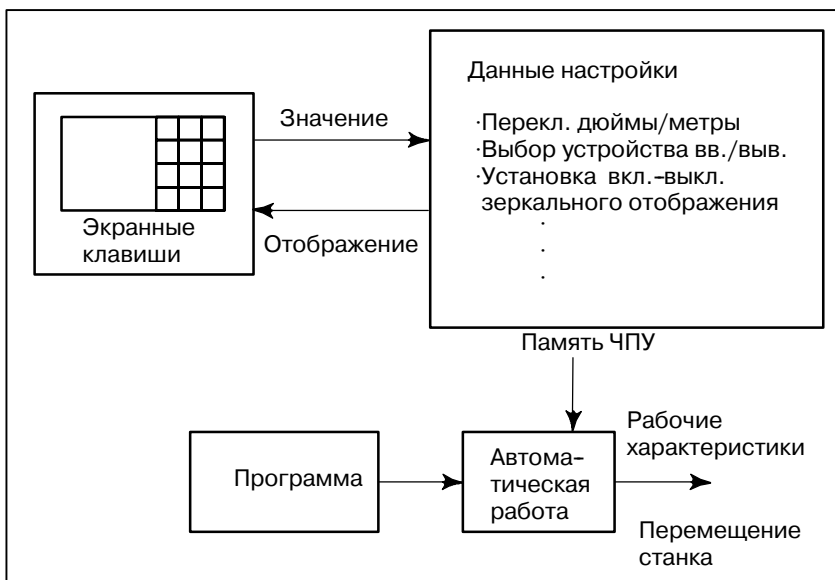 Данные настройки
·Перекл. дюймы/метры
·Выбор устройства вв./выв.
·Установка вкл.-выкл.
зеркального отображения
.
.
.
Значение
Экранные
клавиши
Отображение
Память ЧПУ
Программа
Автома-
тическая
работа
Рабочие
характеристики
Перемещение
станка